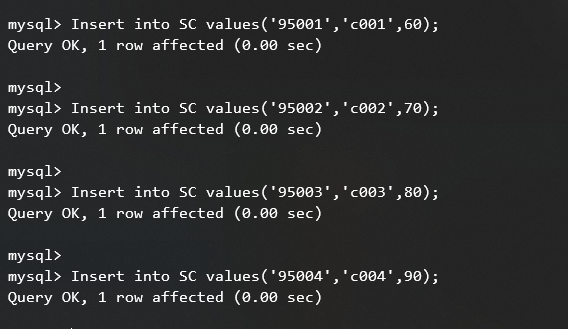 mysql> Insert into SC values('95001','c001',60);
Query OK, 1 row affected (0.00 sec)
mysql>
mysql> Insert into SC values('95002','c002',70);
Query OK, 1 row affected (0.00 sec)
mysql>
mysql> Insert into SC values('95003','c003',80);
Query OK, 1 row affected (0.00 sec)
mysql>
mysql> Insert into SC values('95004','c004',90);
Query OK, 1 row affected (0.00 sec)